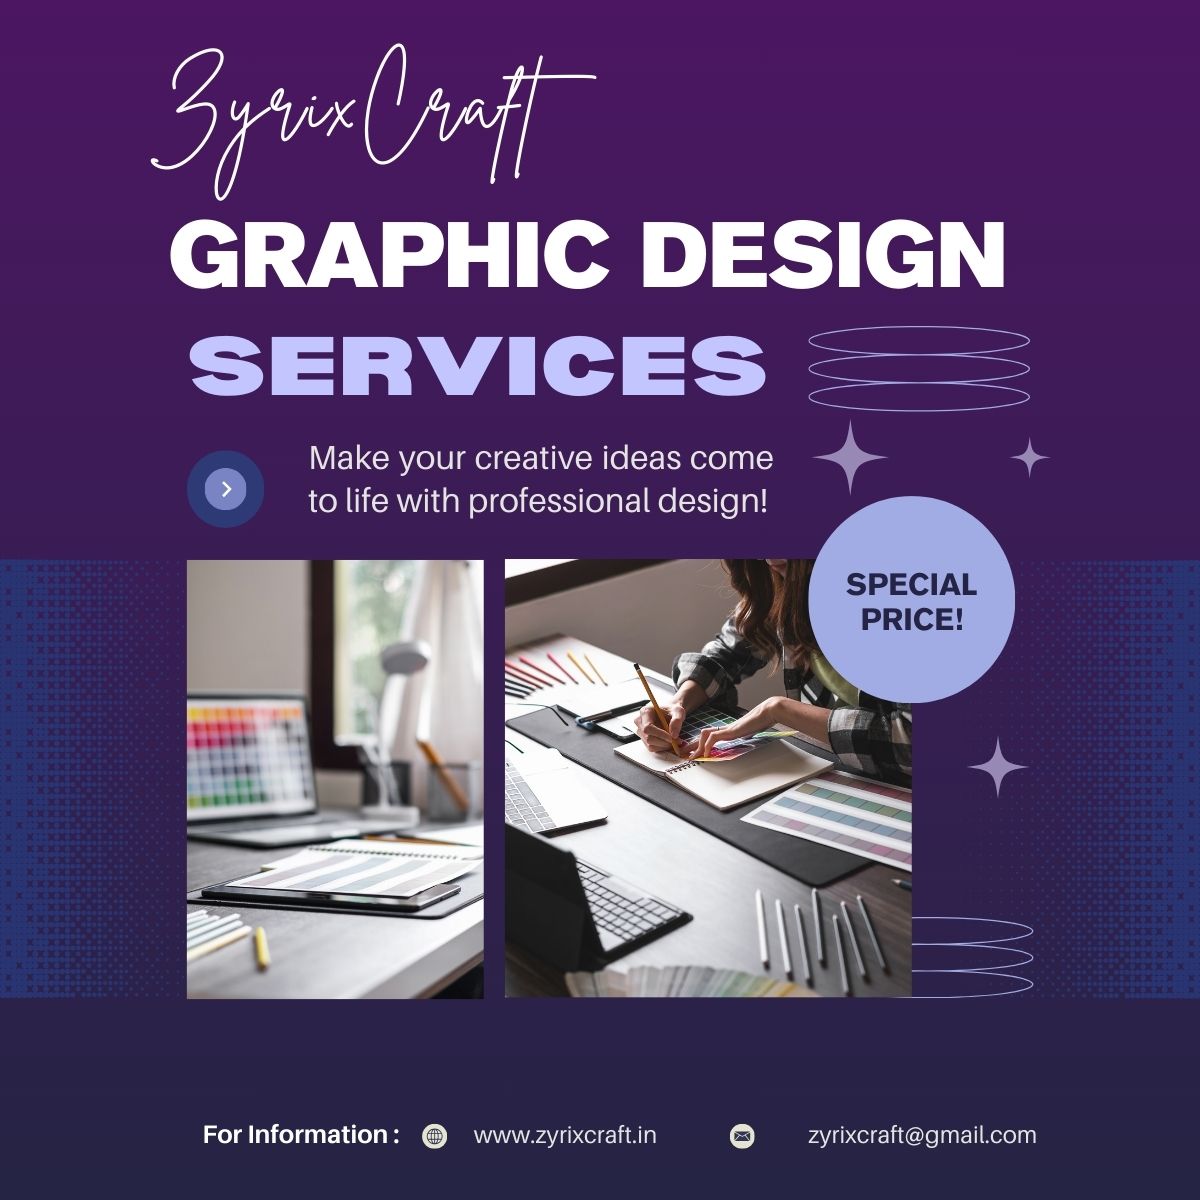 ZyrixCraft
GRAPHIC DESIGN
SERVICES
Make your creative ideas come
to life with professional design!
SPECIAL
PRICE!
For Information : www.zyrixcraft.in zyrixcraft@gmail.com